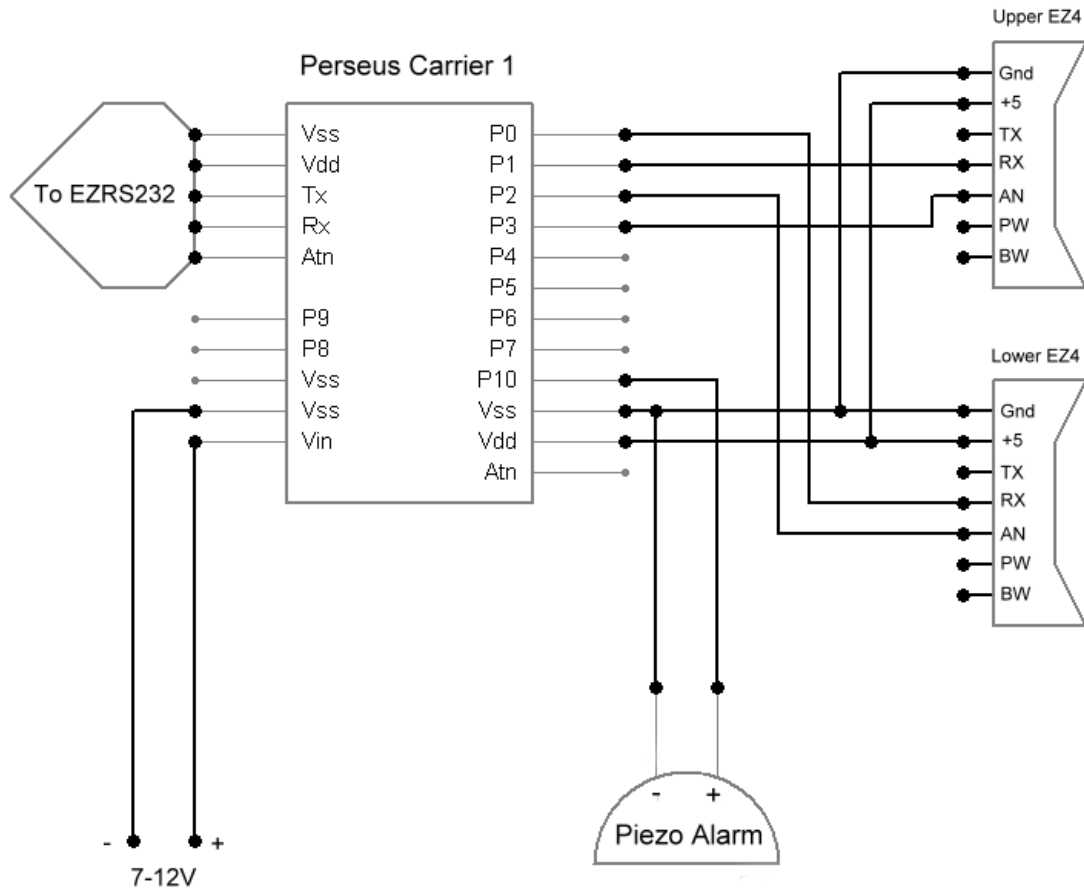 Upper EZ4
Perseus Carrier 1
To EZRS232
Vss
Vdd
Tx
Rx
Atn
P9
P8
Vss
Vss
Vin
P0
P1
P2
P3
P4
P5
P6
P7
P10
Vss
Vdd
Atn
Gnd
+5
TX
RX
AN
PW
BW
Lower EZ4
Gnd
+5
TX
RX
AN
PW
BW
- +
Piezo Alarm
- +
7-12V